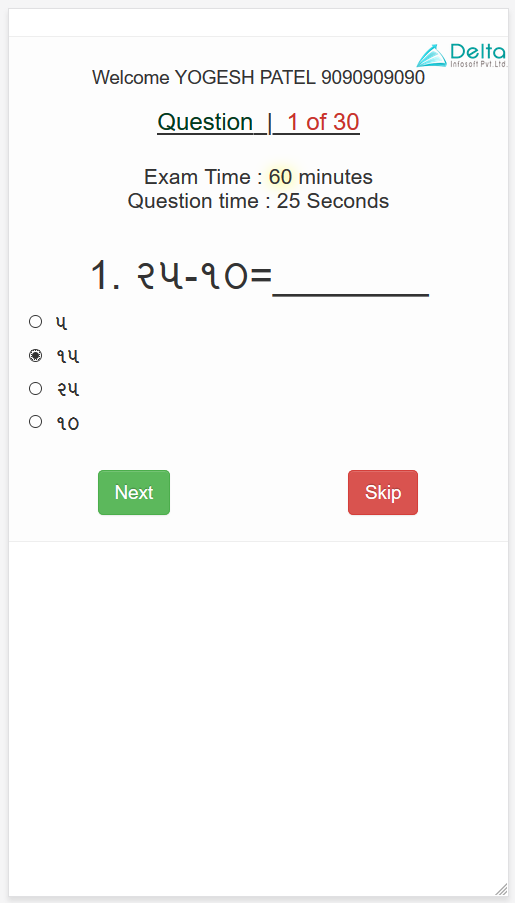 Delta
Infosoft Pvt.Ltd.
Welcome YOGESH PATEL 9090909090
Question | 1 of 30
Exam Time : 60 minutes
Question time : 25 Seconds
1. ૨૫-૧૦=_______
૫
૧૫
૨૫
૧૦
Next
Skip